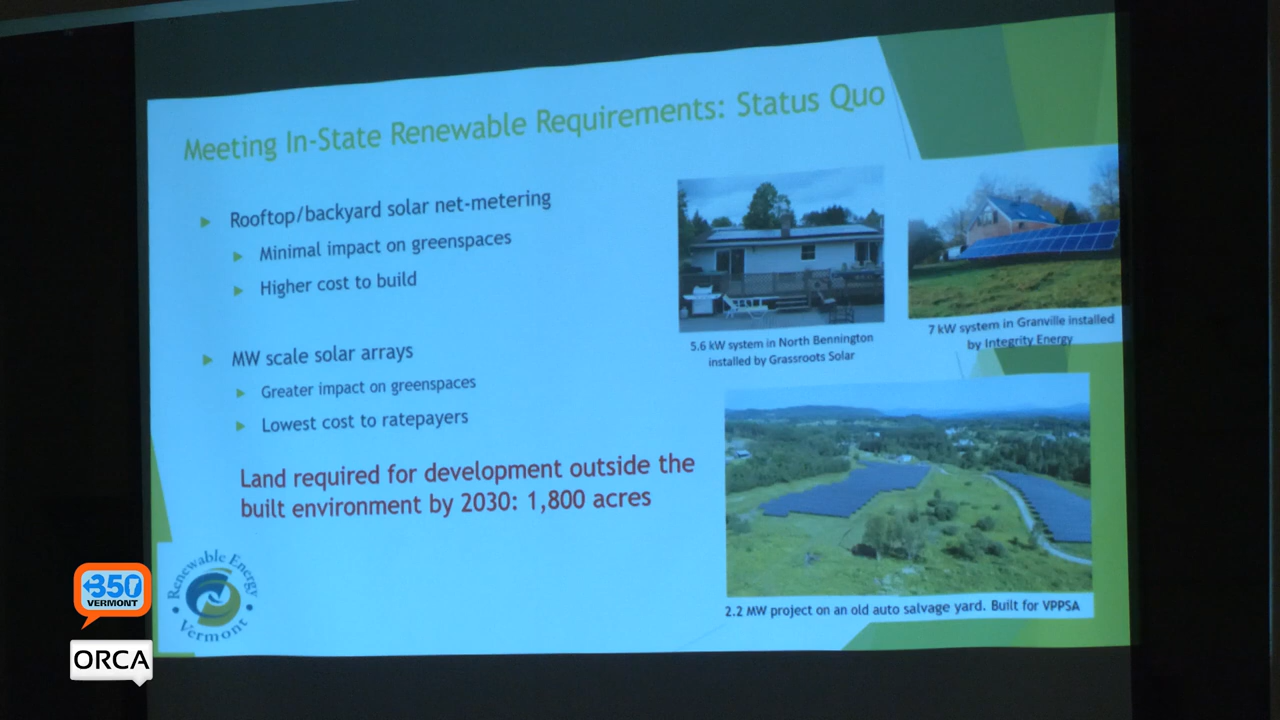 Meeting In-State Renewable Requirements: Status Quo
Rooftop/backyard solar net-metering
Minimal impact on greenspaces
Higher cost to build
MW scale solar arrays
Greater impact on greenspaces
Lowest cost to ratepayers
Land required for development outside the
built environment by 2030: 1,800 acres
5.6 kW system in North Bennington
installed by Grassroots Solar
7 kW system in Granville installed
by Integrity Energy
2.2 MW project on an old auto salvage yard. Built for VPPSA
Renewable Energy
Vermont
350
VERMONT
ORCA